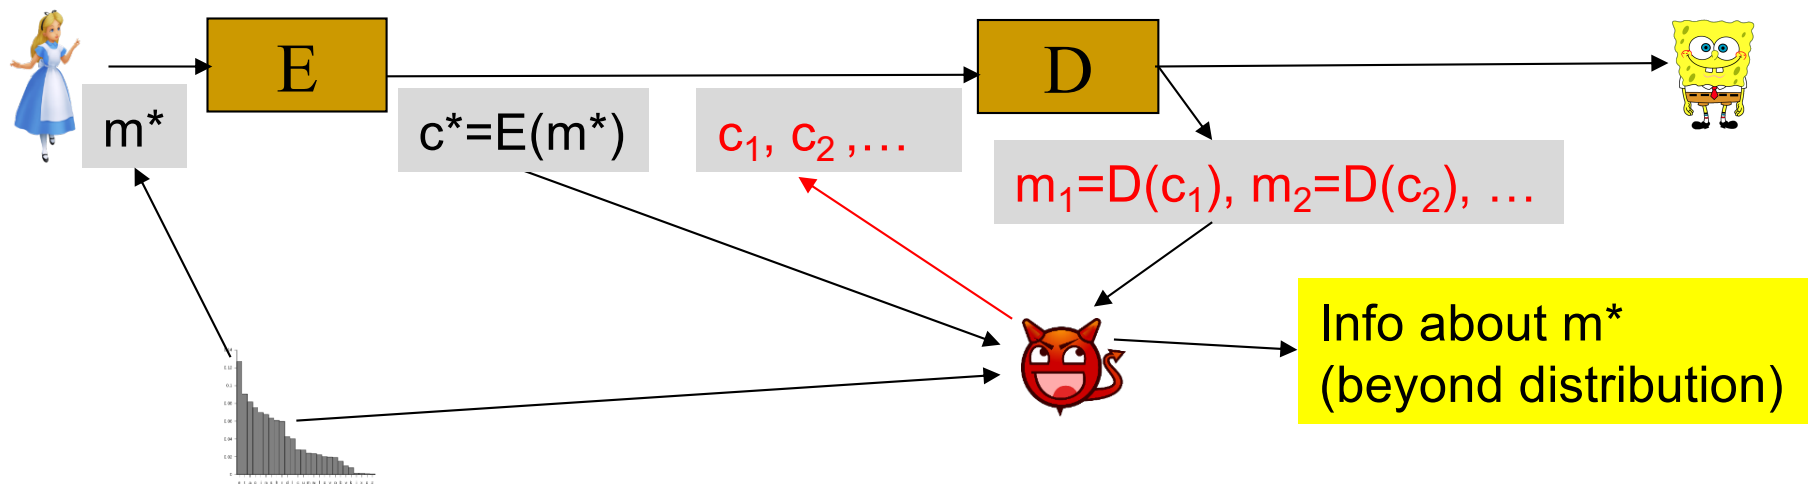 E
D
m*
c*=E(m*)
c₁, c₂ ,…
m₁=D(c₁), m₂=D(c₂), …
Info about m*
(beyond distribution)